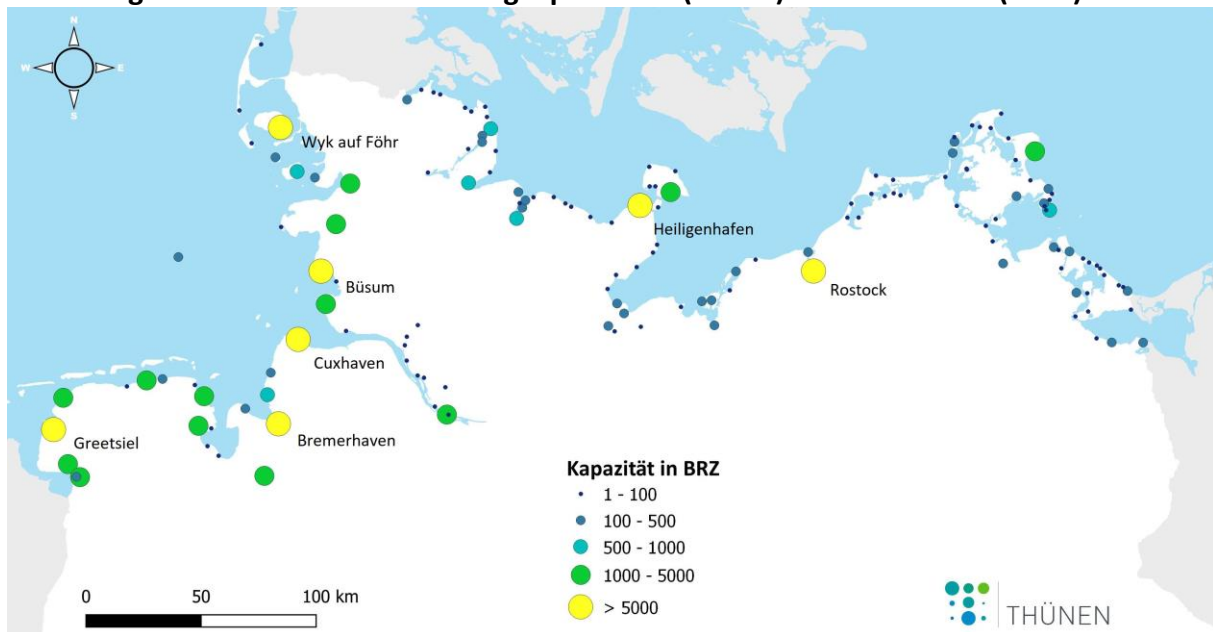 N
W E
S
Wyk auf Föhr
Heiligenhafen
Büsum
Rostock
Cuxhaven
Greetsiel
Bremerhaven
Kapazität in BRZ
1 - 100
100 - 500
500 - 1000
1000 - 5000
> 5000
0 50 100 km
THÜNEN